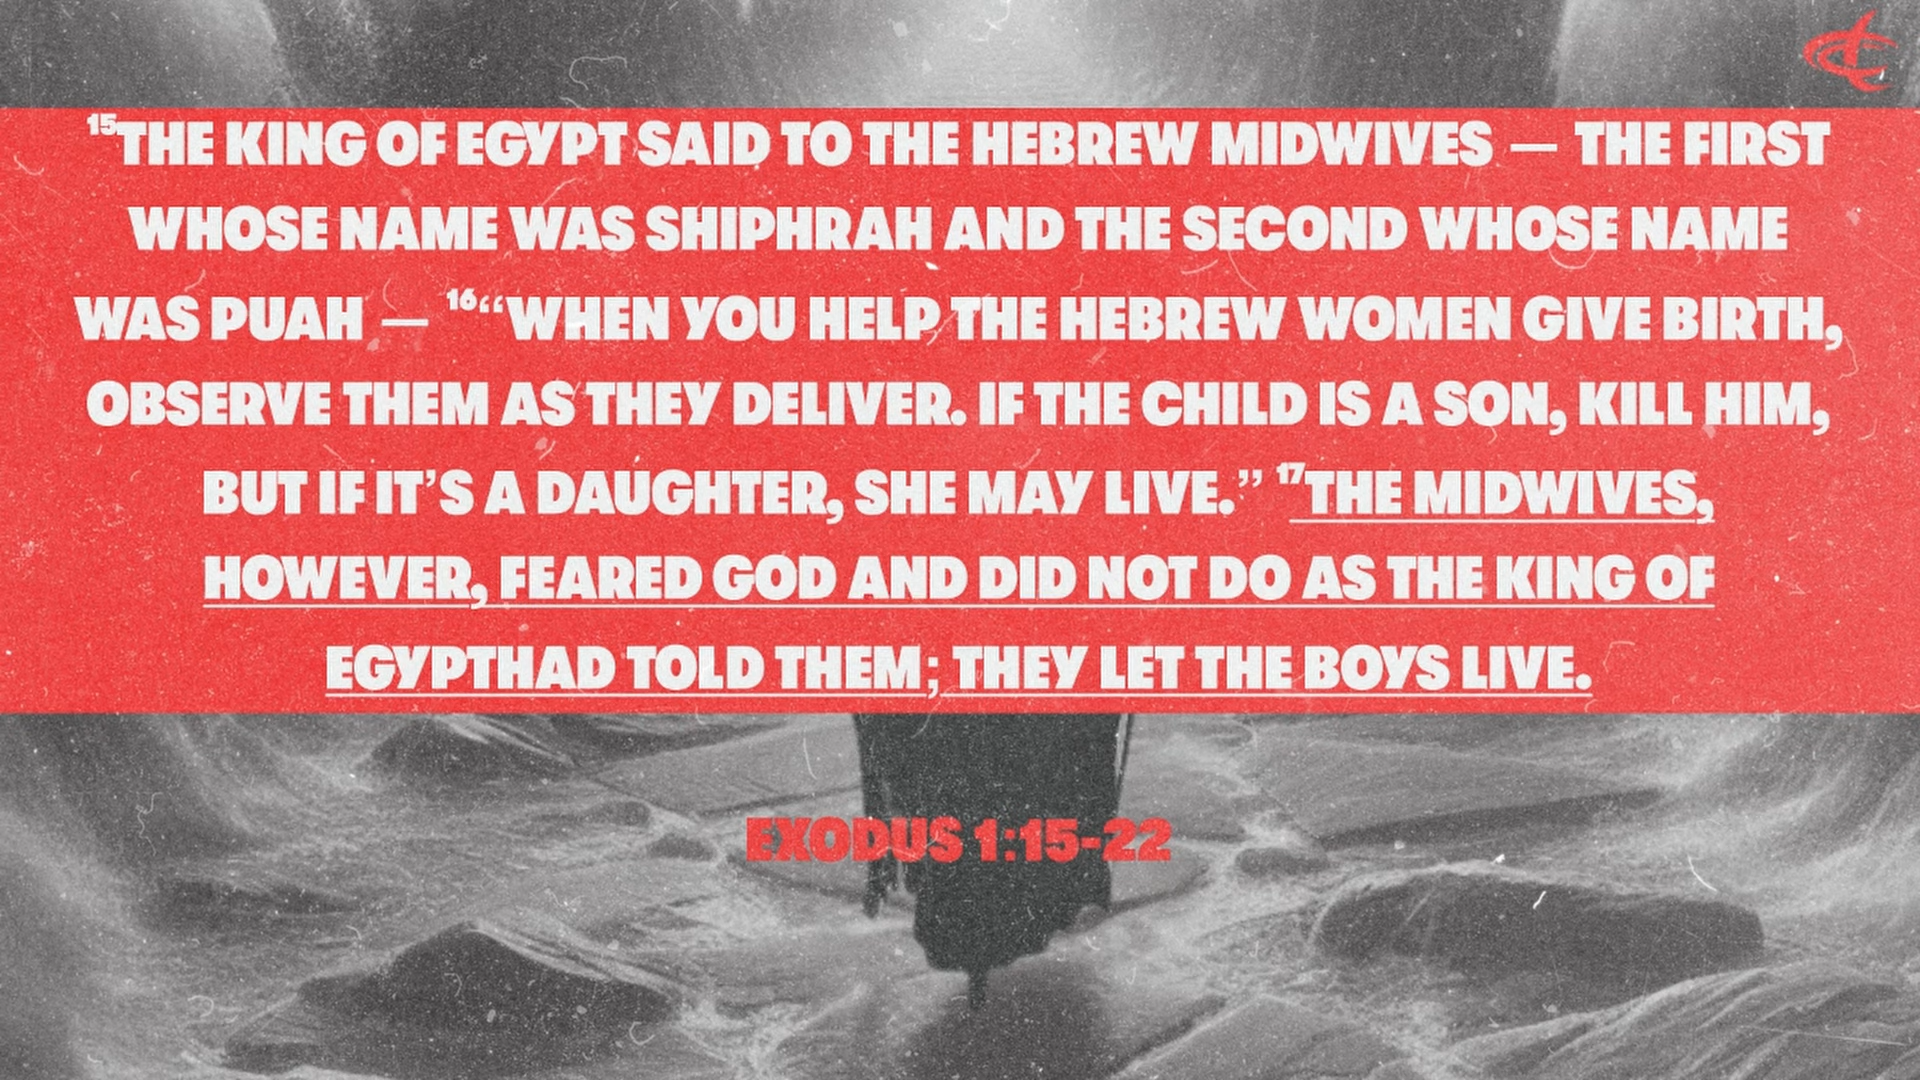 ¹⁵THE KING OF EGYPT SAID TO THE HEBREW MIDWIVES — THE FIRST
WHOSE NAME WAS SHIPHRAH AND THE SECOND WHOSE NAME
WAS PUAH — ¹⁶“WHEN YOU HELP THE HEBREW WOMEN GIVE BIRTH,
OBSERVE THEM AS THEY DELIVER. IF THE CHILD IS A SON, KILL HIM,
BUT IF IT’S A DAUGHTER, SHE MAY LIVE.” ¹⁷THE MIDWIVES,
HOWEVER, FEARED GOD AND DID NOT DO AS THE KING OF
EGYPTHAD TOLD THEM; THEY LET THE BOYS LIVE.
EXODUS 1:15-22